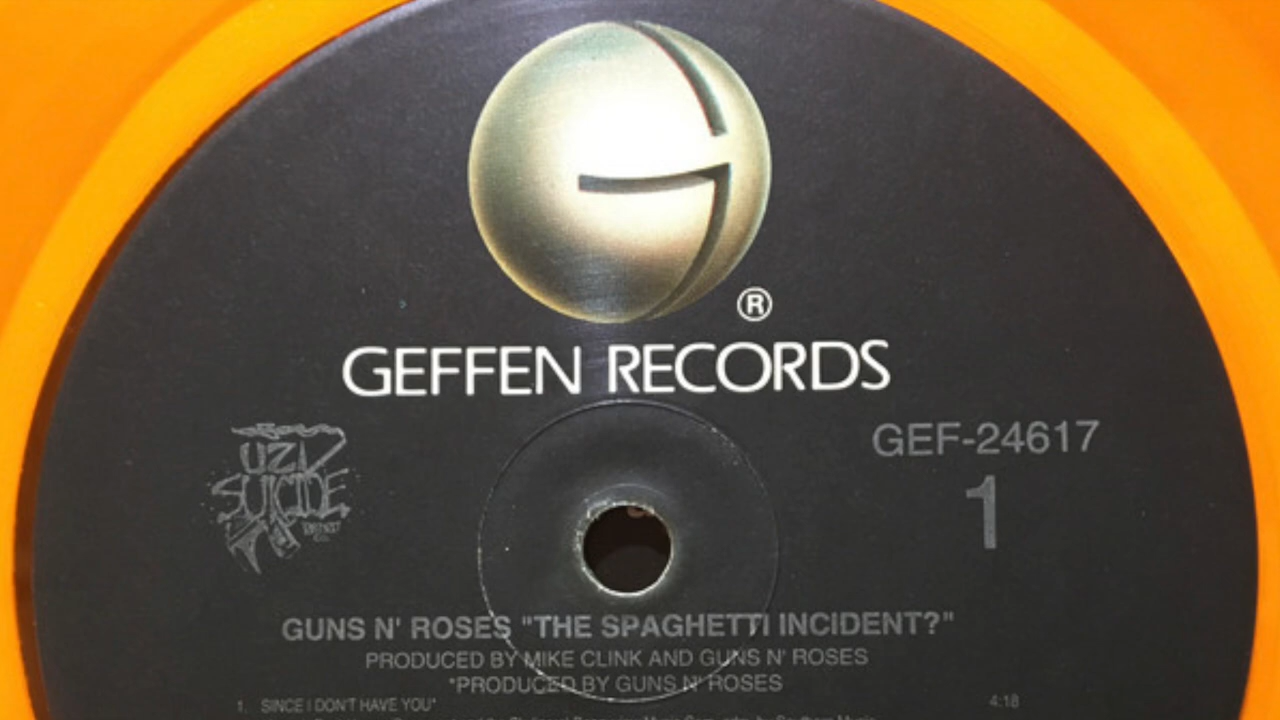 ®
GEFFEN RECORDS
UZI
SUICIDE
GEF-24617
1
GUNS N' ROSES "THE SPAGHETTI INCIDENT?"
PRODUCED BY MIKE CLINK AND GUNS N' ROSES
*PRODUCED BY GUNS N' ROSES
1. SINCE I DON'T HAVE YOU* 4:18